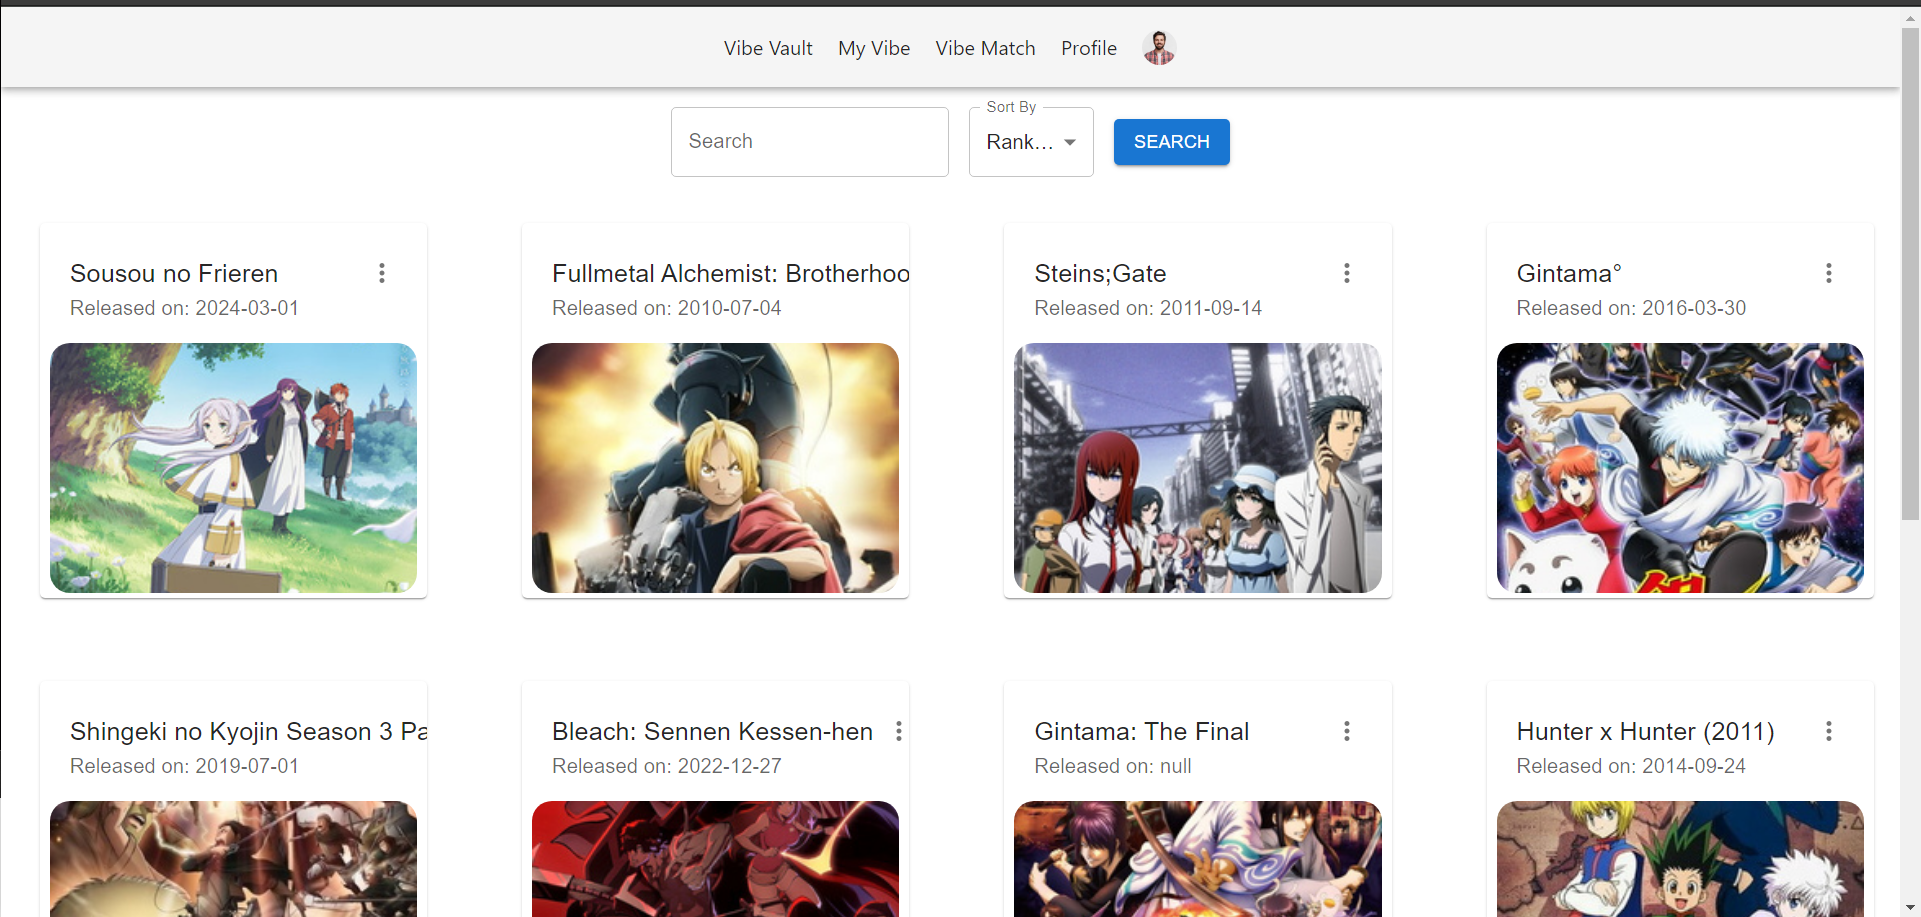 Vibe Vault My Vibe Vibe Match Profile
Sort By
Search Rank... SEARCH
Sousou no Frieren
Released on: 2024-03-01
Fullmetal Alchemist: Brotherhoo
Released on: 2010-07-04
Steins;Gate
Released on: 2011-09-14
Gintama°
Released on: 2016-03-30
Shingeki no Kyojin Season 3 Pa
Released on: 2019-07-01
Bleach: Sennen Kessen-hen
Released on: 2022-12-27
Gintama: The Final
Released on: null
Hunter x Hunter (2011)
Released on: 2014-09-24